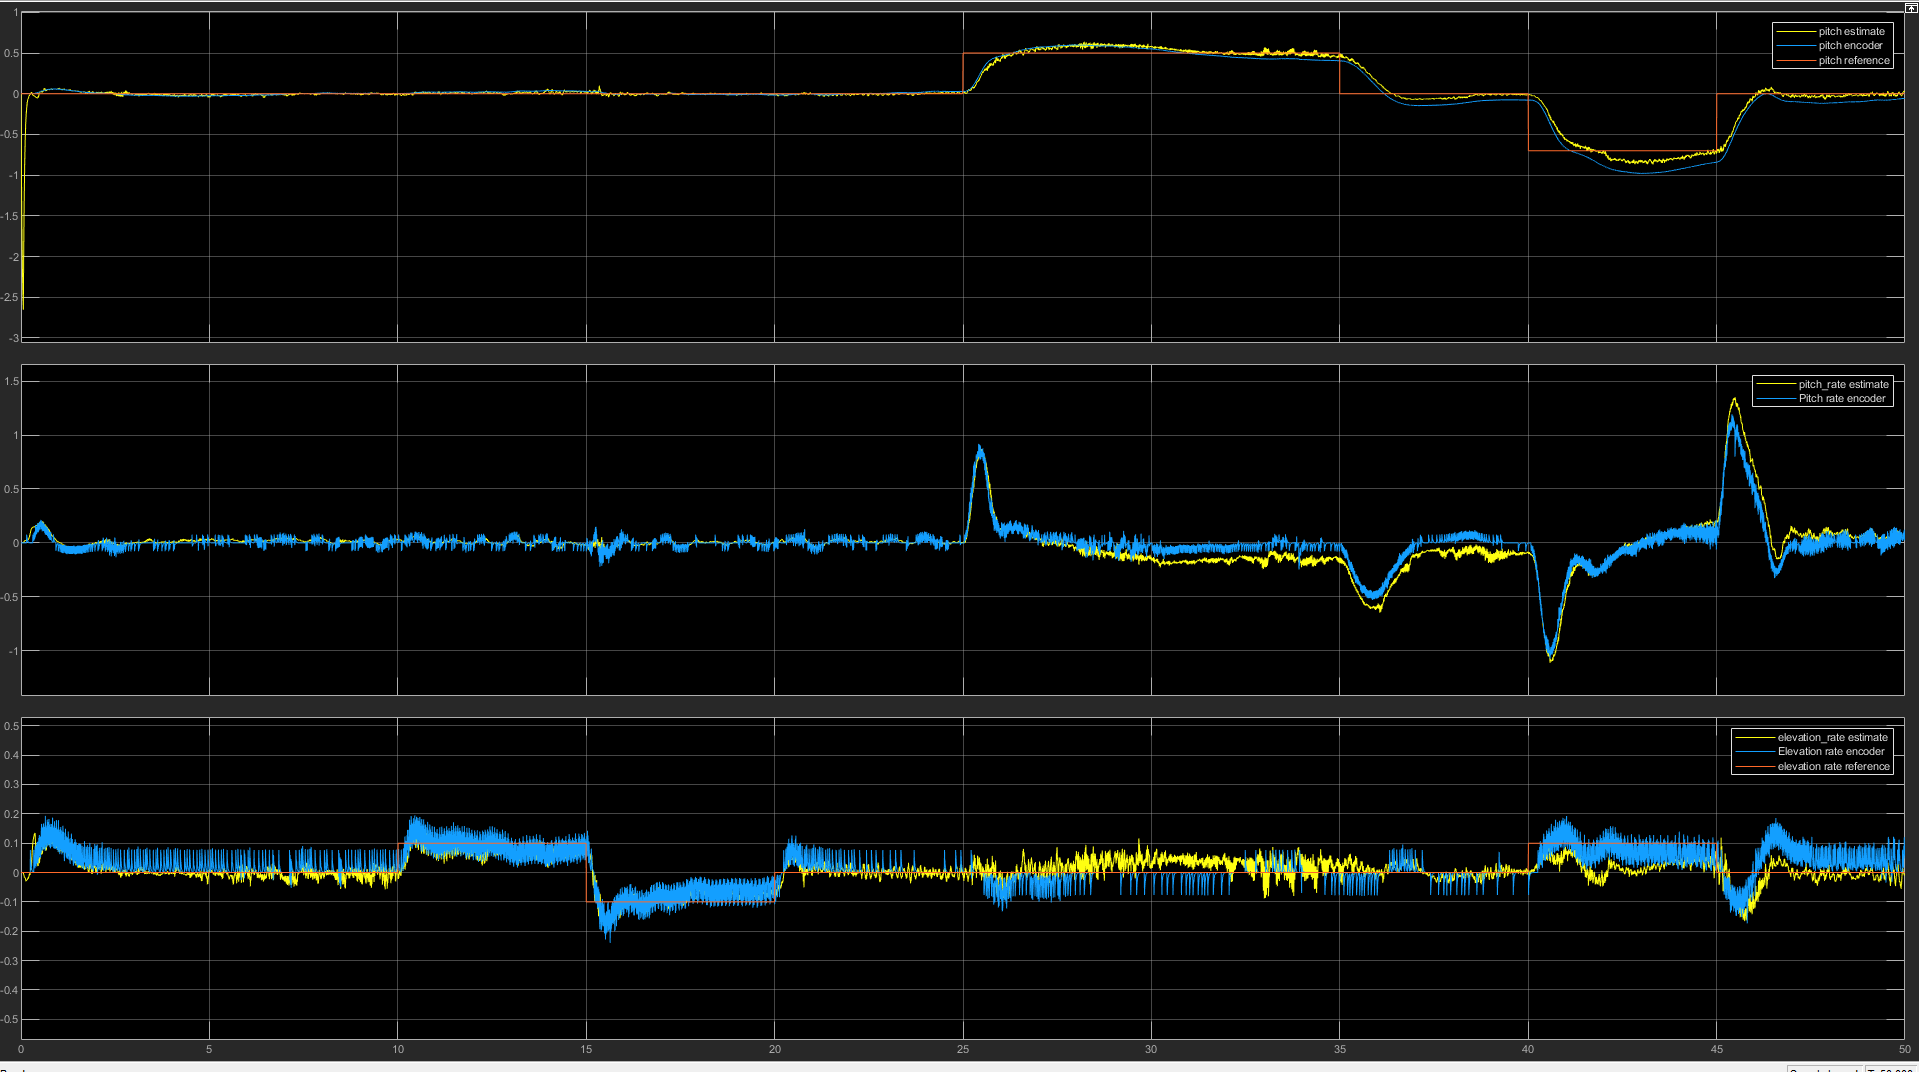 1
0.5
0
-0.5
-1
-1.5
-2
-2.5
-3
pitch estimate
pitch encoder
pitch reference
1.5
1
0.5
0
-0.5
-1
pitch_rate estimate
Pitch rate encoder
0.5
0.4
0.3
0.2
0.1
0
-0.1
-0.2
-0.3
-0.4
-0.5
elevation_rate estimate
Elevation rate encoder
elevation rate reference
0 5 10 15 20 25 30 35 40 45 50